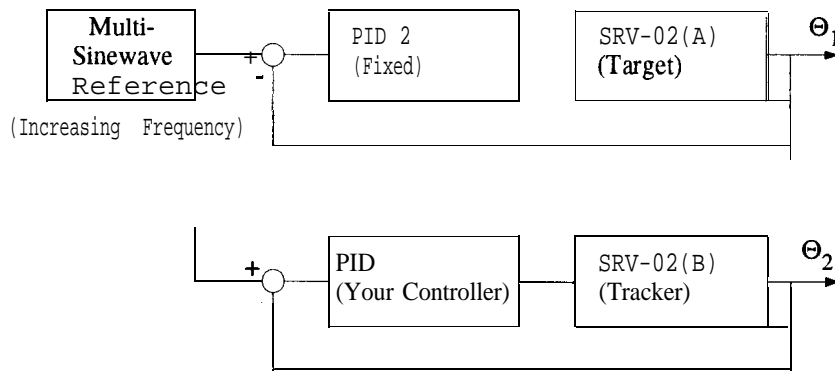 Multi-
Sinewave
Reference
(Increasing Frequency)
+
-
PID 2
(Fixed)
SRV-02(A)
(Target)
Θ1
+
PID
(Your Controller)
SRV-02(B)
(Tracker)
Θ2